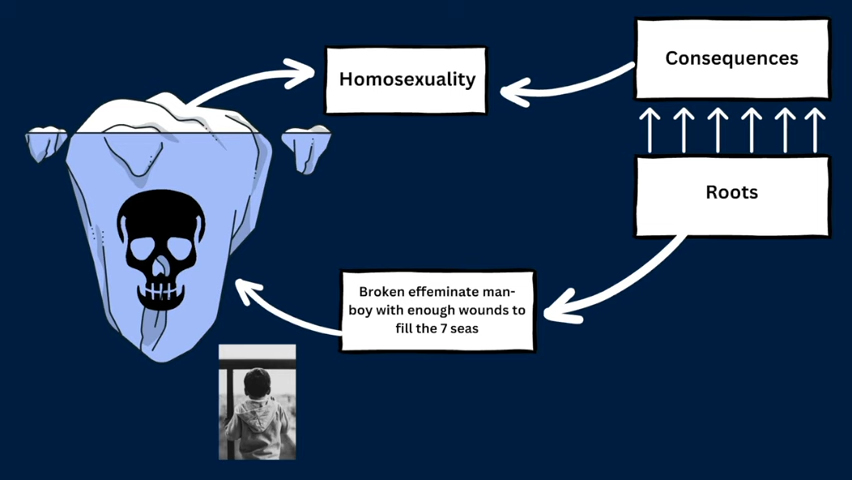 Homosexuality
Consequences
Roots
Broken effeminate man-
boy with enough wounds to
fill the 7 seas